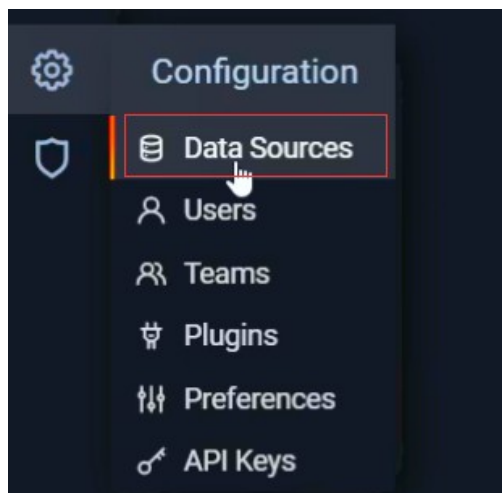 Configuration
Data Sources
Users
Teams
Plugins
Preferences
API Keys